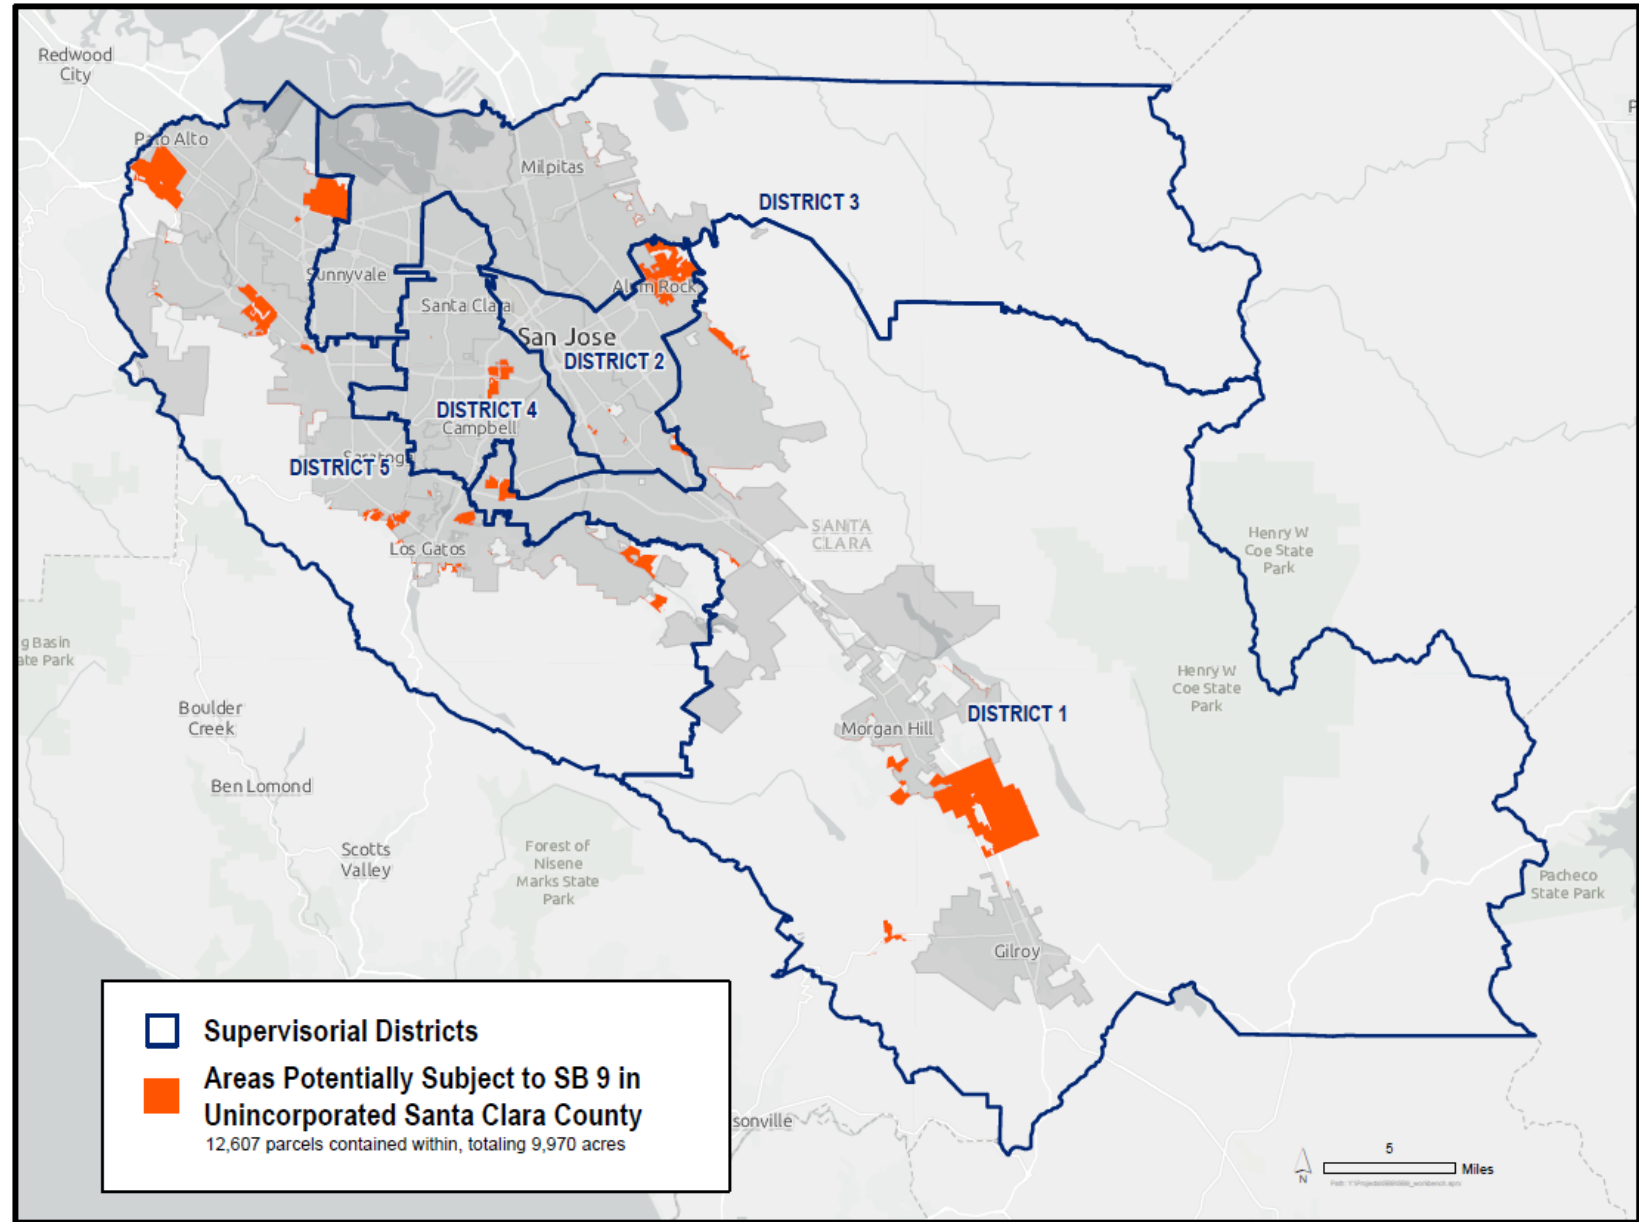 Redwood
City
Palo Alto
Milpitas
DISTRICT 3
Sunnyvale
Alum Rock
Santa Clara
San Jose
DISTRICT 2
DISTRICT 4
Campbell
Saratoga
DISTRICT 5
SANTA
CLARA
Henry W
Coe State
Park
Los Gatos
g Basin
ate Park
Henry W
Coe State
Park
Boulder
Creek
DISTRICT 1
Morgan Hill
Ben Lomond
Scotts
Valley
Forest of
Nisene
Marks State
Park
Pacheco
State Park
Gilroy
Supervisorial Districts
Areas Potentially Subject to SB 9 in
Unincorporated Santa Clara County
12,607 parcels contained within, totaling 9,970 acres
sonville
5
Miles
N